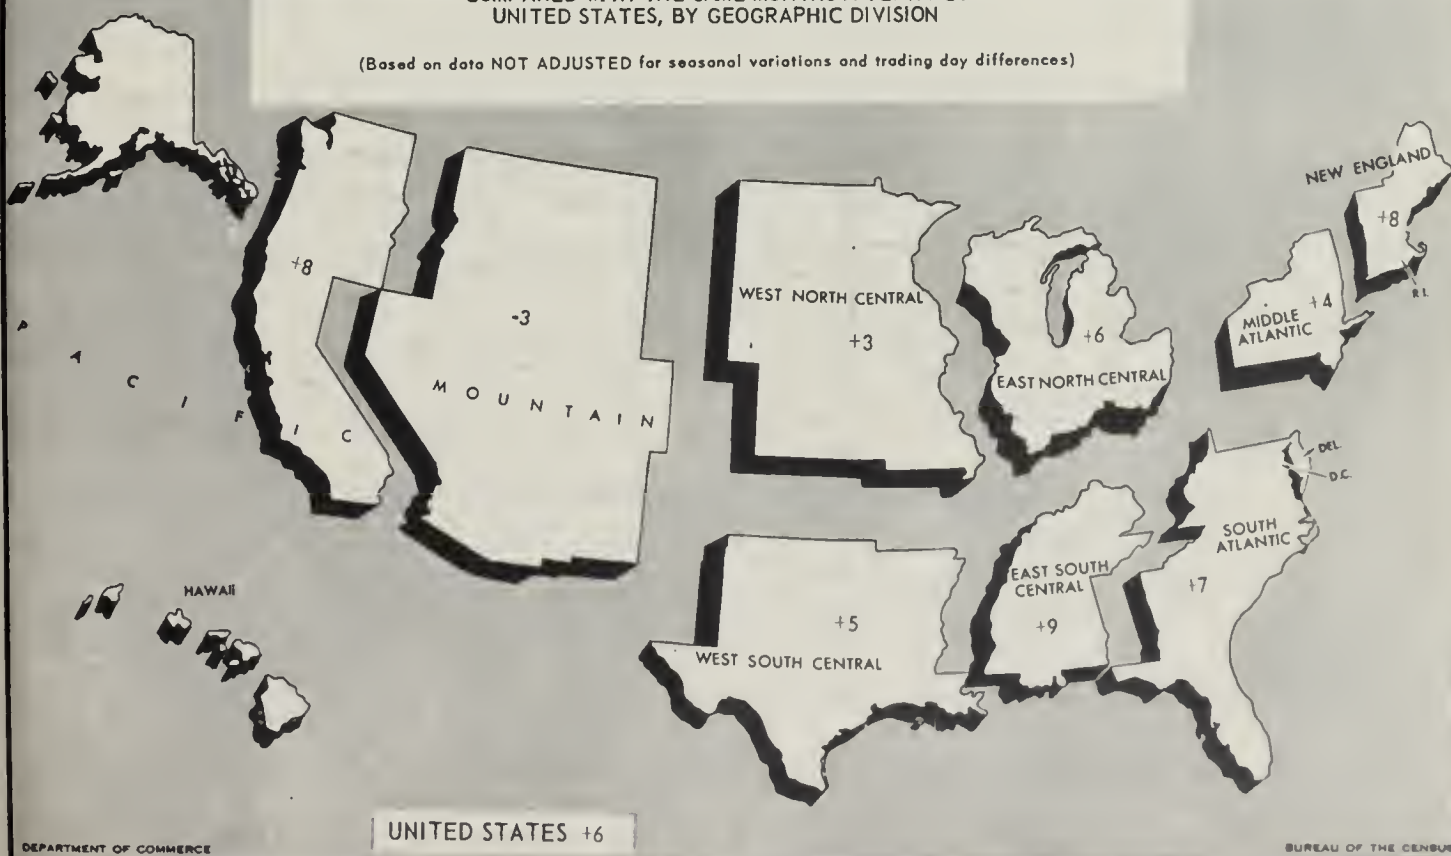 UNITED STATES, BY GEOGRAPHIC DIVISION
(Based on data NOT ADJUSTED for seasonal variations and trading day differences)
NEW ENGLAND
+8
R.I.
+4
MIDDLE
ATLANTIC
+8
-3
WEST NORTH CENTRAL
+3
+6
EAST NORTH CENTRAL
PACIFIC
MOUNTAIN
DEL.
D.C.
SOUTH
ATLANTIC
+7
EAST SOUTH
CENTRAL
+9
HAWAII
+5
WEST SOUTH CENTRAL
UNITED STATES +6
DEPARTMENT OF COMMERCE
BUREAU OF THE CENSUS